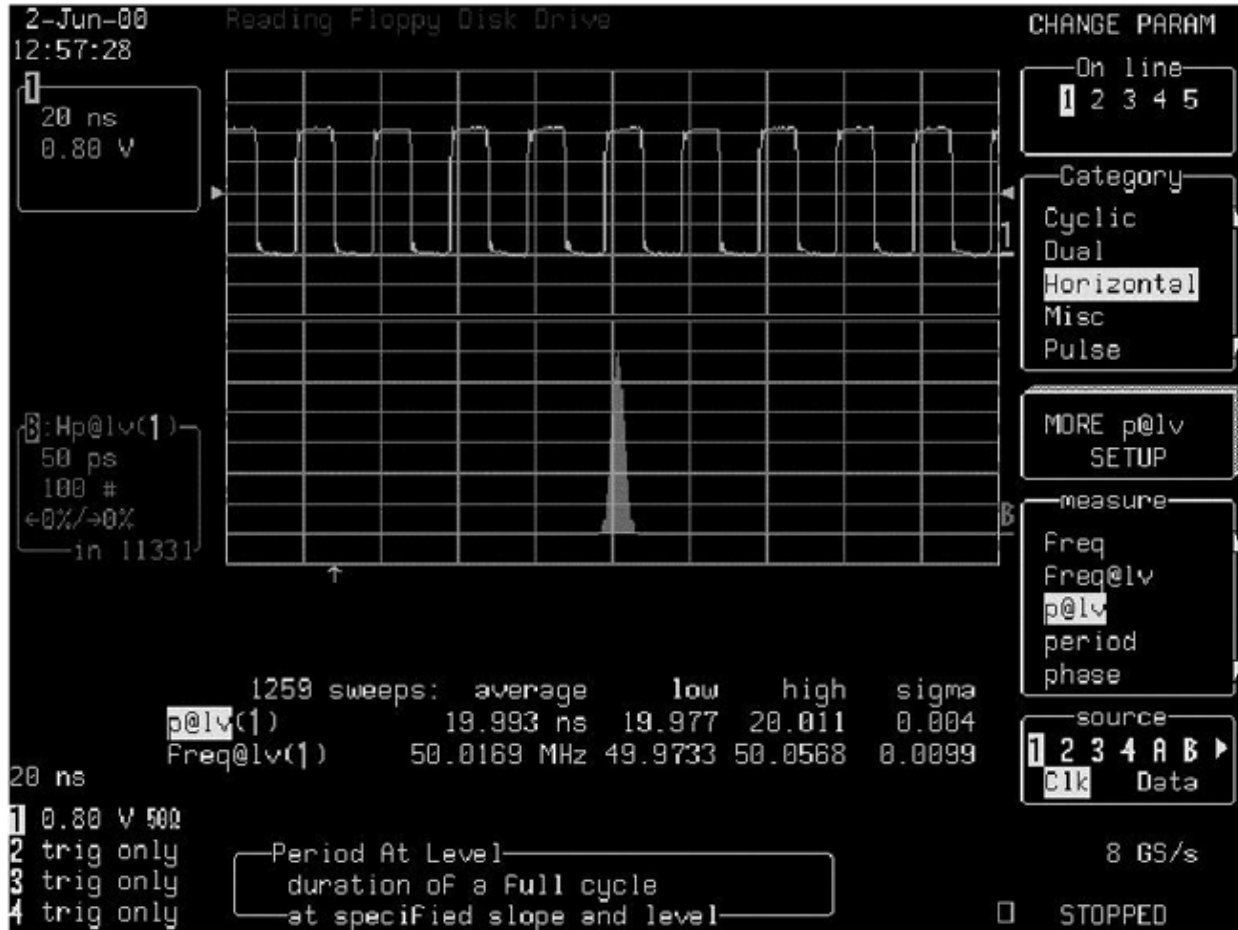 2-Jun-00
12:57:28
Reading Floppy Disk Drive
1
20 ns
0.80 V
1
B:Hp@lv(1)
50 ps
100 #
←0%/→0%
in 11331
B
↑
1259 sweeps: average low high sigma
p@lv(1) 19.993 ns 19.977 20.011 0.004
Freq@lv(1) 50.0169 MHz 49.9733 50.0568 0.0099
20 ns
1 0.80 V 50Ω
2 trig only
3 trig only
4 trig only
Period At Level
duration of a full cycle
at specified slope and level
CHANGE PARAM
On line
1 2 3 4 5
Category
Cyclic
Dual
Horizontal
Misc
Pulse
MORE p@lv
SETUP
measure
Freq
Freq@lv
p@lv
period
phase
source
1 2 3 4 A B
Clk Data
8 GS/s
STOPPED